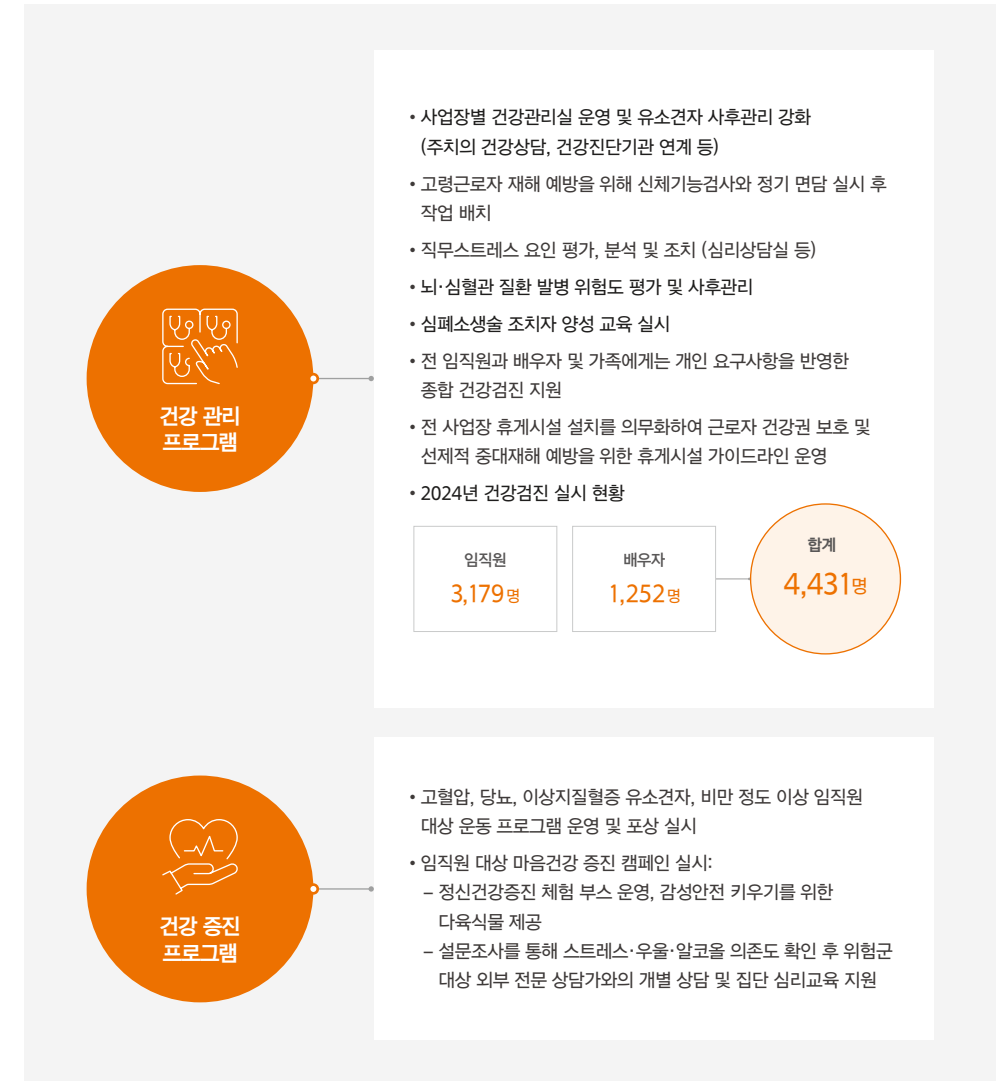 • 사업장별 건강관리실 운영 및 유소견자 사후관리 강화
(주치의 건강상담, 건강진단기관 연계 등)
• 고령근로자 재해 예방을 위해 신체기능검사와 정기 면담 실시 후
작업 배치
• 직무스트레스 요인 평가, 분석 및 조치 (심리상담실 등)
• 뇌·심혈관 질환 발병 위험도 평가 및 사후관리
• 심폐소생술 조치자 양성 교육 실시
• 전 임직원과 배우자 및 가족에게는 개인 요구사항을 반영한
종합 건강검진 지원
• 전 사업장 휴게시설 설치를 의무화하여 근로자 건강권 보호 및
선제적 중대재해 예방을 위한 휴게시설 가이드라인 운영
• 2024년 건강검진 실시 현황
건강 관리
프로그램
임직원
3,179명
배우자
1,252명
합계
4,431명
• 고혈압, 당뇨, 이상지질혈증 유소견자, 비만 정도 이상 임직원
대상 운동 프로그램 운영 및 포상 실시
• 임직원 대상 마음건강 증진 캠페인 실시:
– 정신건강증진 체험 부스 운영, 감성안전 키우기를 위한
다육식물 제공
– 설문조사를 통해 스트레스·우울·알코올 의존도 확인 후 위험군
대상 외부 전문 상담가와의 개별 상담 및 집단 심리교육 지원
건강 증진
프로그램